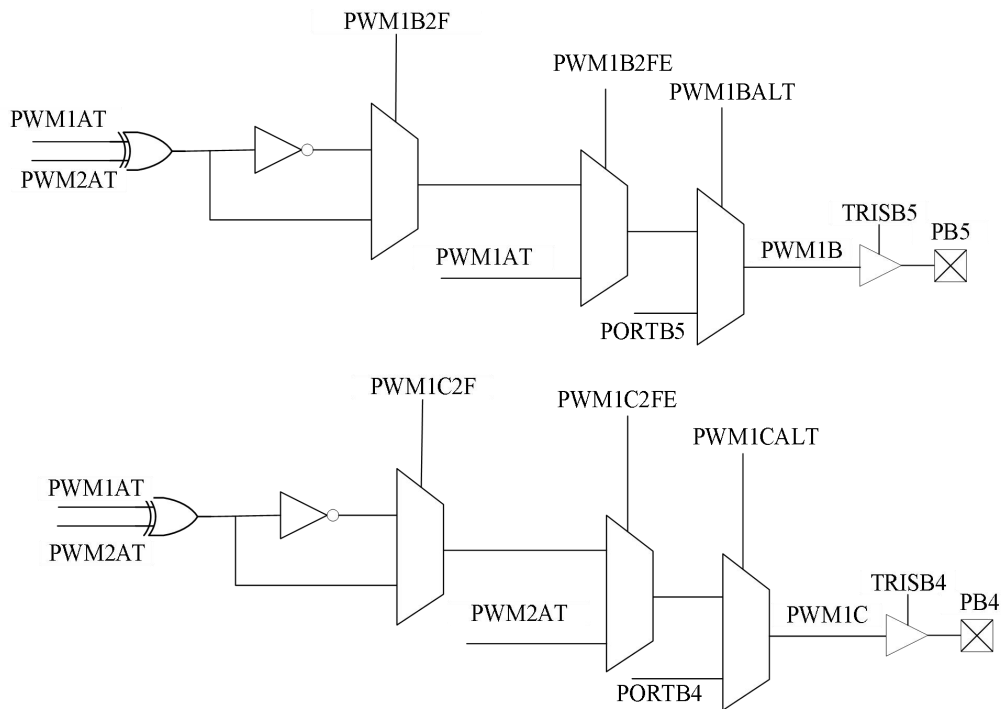 PWM1B2F
PWM1B2FE
PWM1BALT
PWM1AT
PWM2AT
TRISB5
PB5
PWM1B
PWM1AT
PORTB5
PWM1C2F
PWM1C2FE
PWM1CALT
PWM1AT
PWM2AT
TRISB4
PB4
PWM1C
PWM2AT
PORTB4